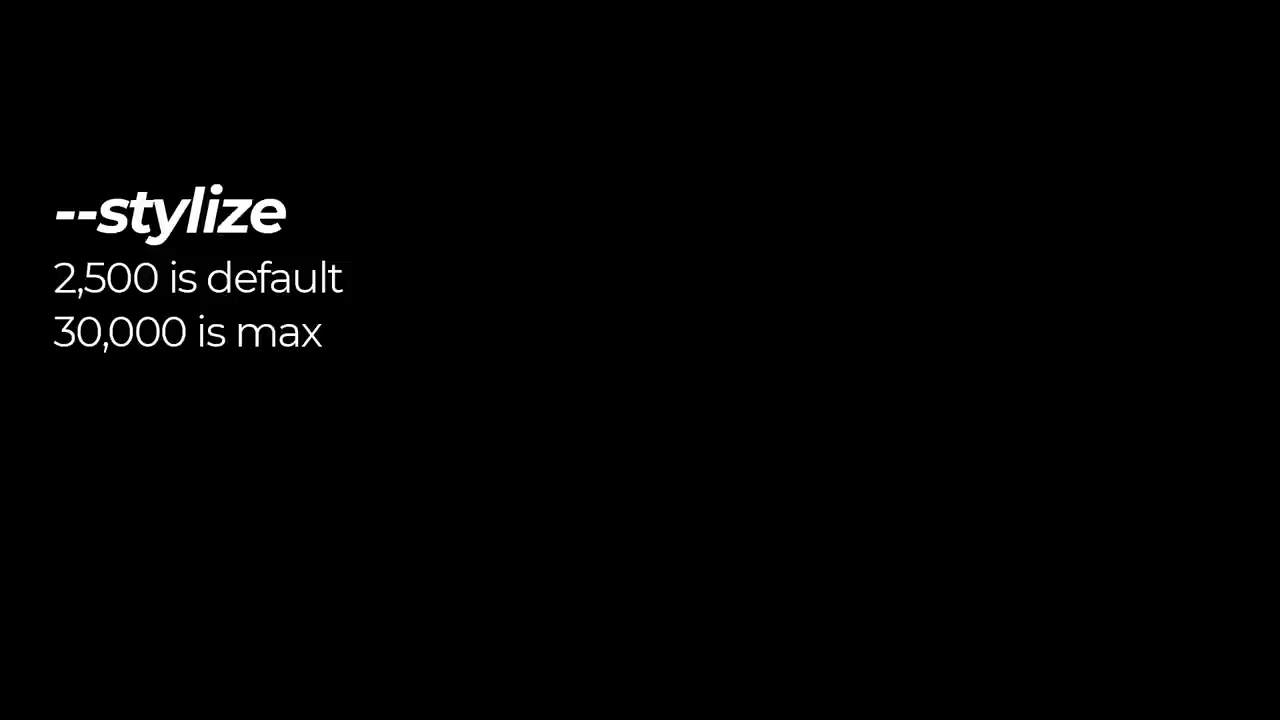 --stylize
2,500 is default
30,000 is max